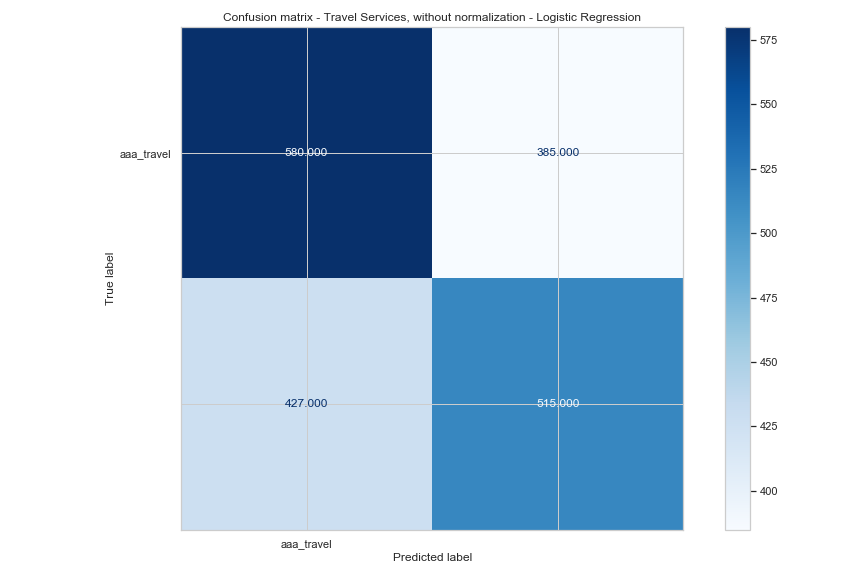 Confusion matrix - Travel Services, without normalization - Logistic Regression
575
550
525
500
475
450
425
400
aaa_travel
580.000
385.000
True label
427.000
515.000
aaa_travel
Predicted label